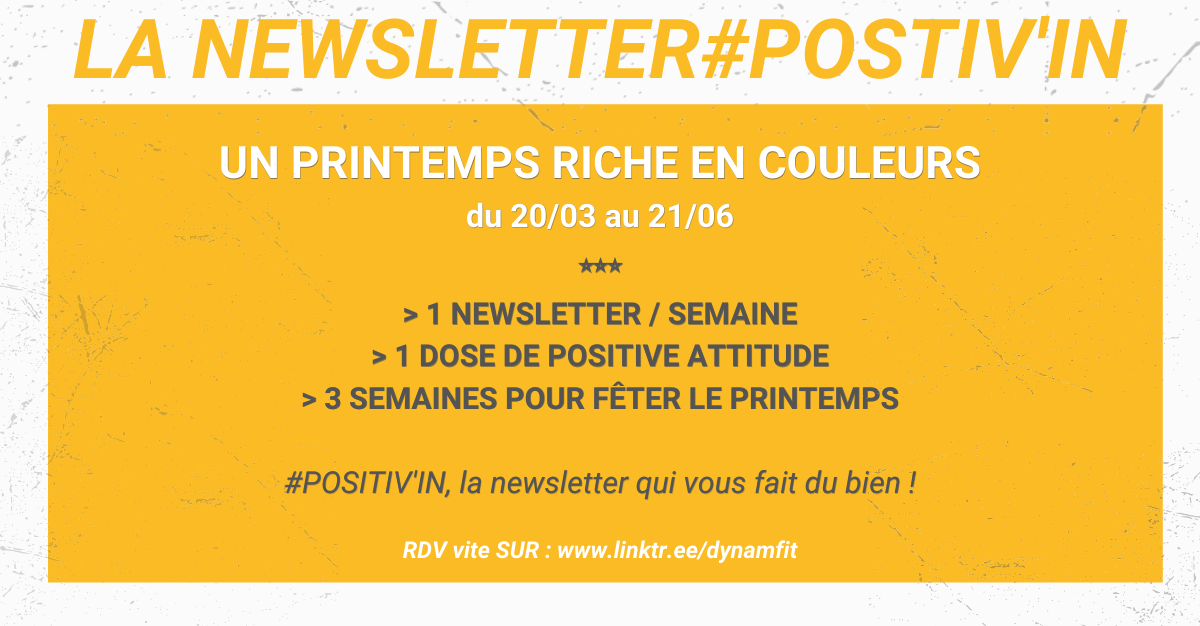 LA NEWSLETTER#POSTIV'IN
UN PRINTEMPS RICHE EN COULEURS
du 20/03 au 21/06
★★★
> 1 NEWSLETTER / SEMAINE
> 1 DOSE DE POSITIVE ATTITUDE
> 3 SEMAINES POUR FÊTER LE PRINTEMPS
#POSITIV'IN, la newsletter qui vous fait du bien !
RDV vite SUR : www.linktr.ee/dynamfit